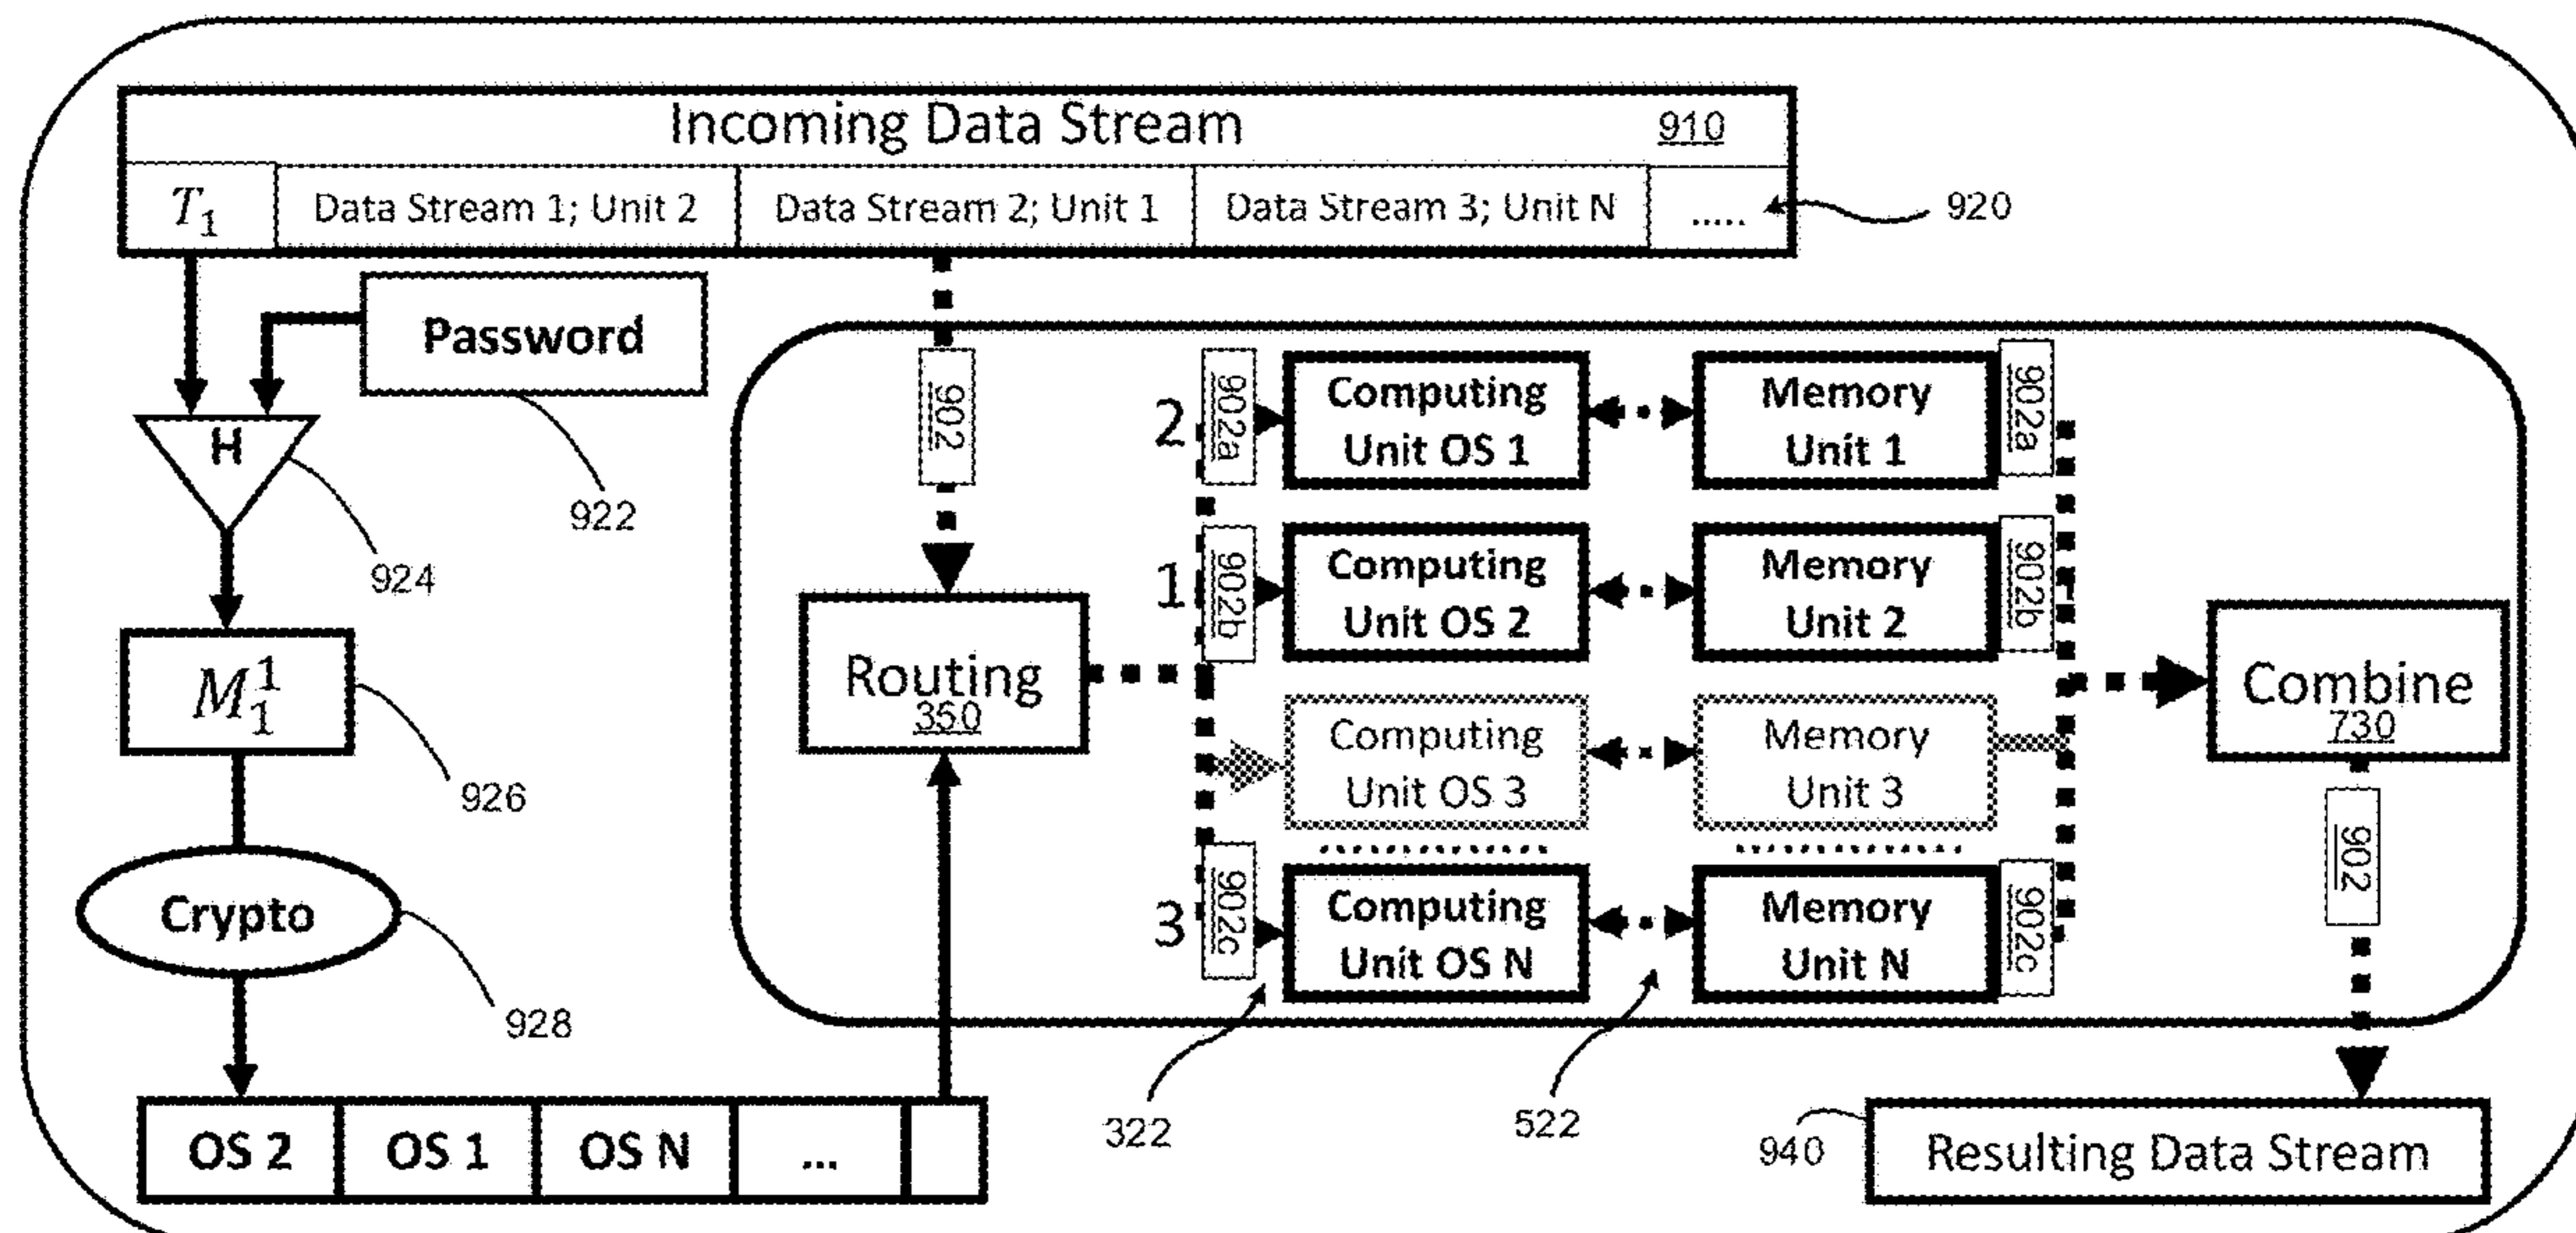 Incoming Data Stream 910
T₁ Data Stream 1; Unit 2 Data Stream 2; Unit 1 Data Stream 3; Unit N ..... 920
Password
922
H
924
M₁¹
926
Crypto
928
OS 2 OS 1 OS N ...
902
Routing
350
2 902a Computing Unit OS 1
Memory Unit 1
902a
1 902b Computing Unit OS 2
Memory Unit 2
902b
Computing Unit OS 3
Memory Unit 3
3 902c Computing Unit OS N
Memory Unit N
902c
322
522
Combine
730
902
940
Resulting Data Stream